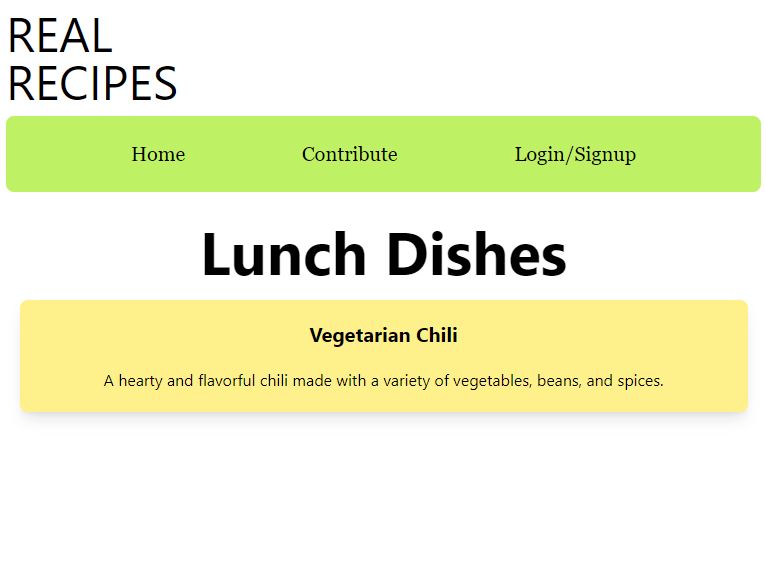 REAL
RECIPES
Home Contribute Login/Signup
Lunch Dishes
Vegetarian Chili
A hearty and flavorful chili made with a variety of vegetables, beans, and spices.